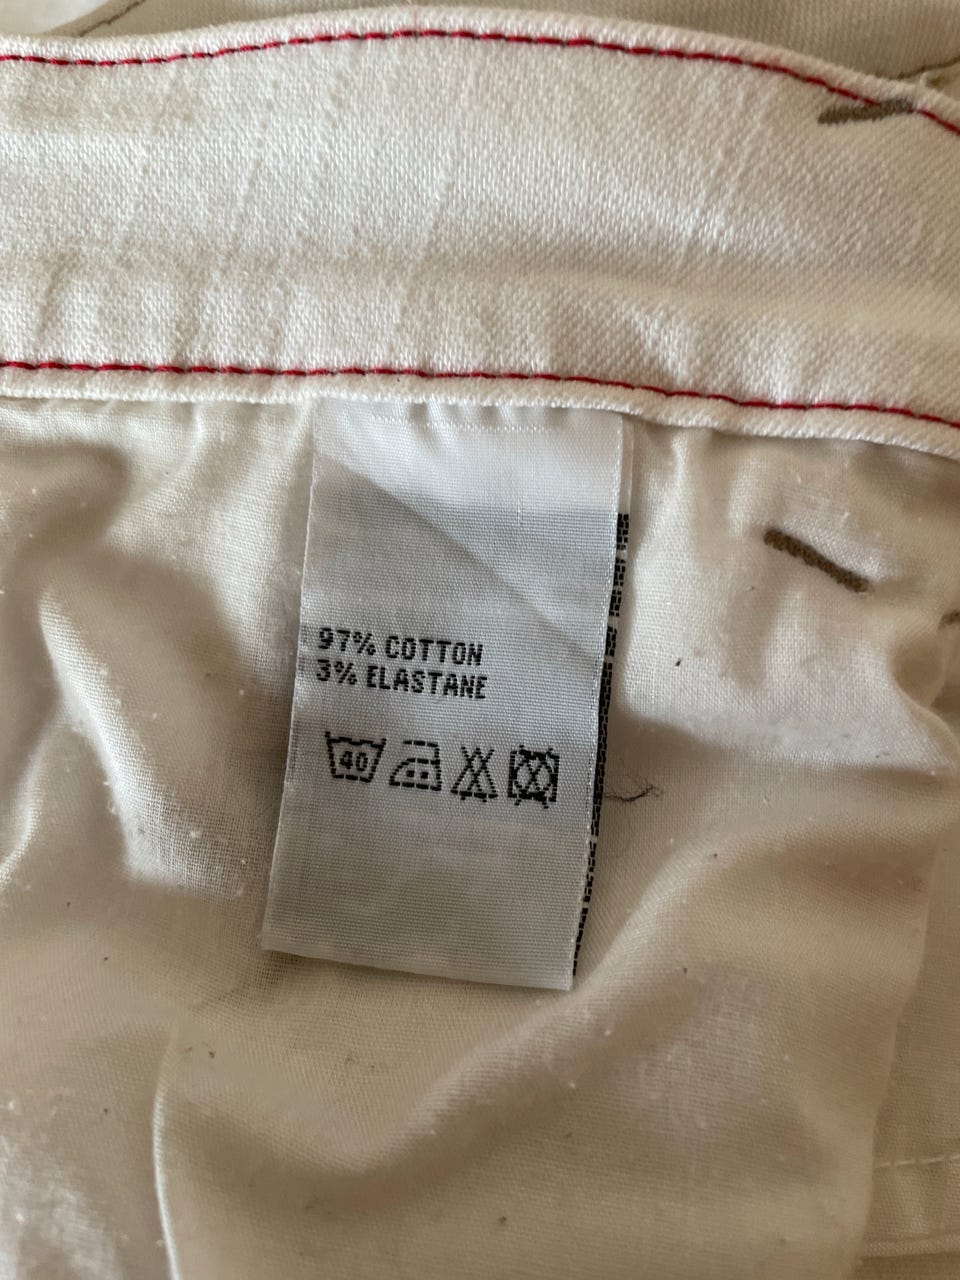 97% COTTON
3% ELASTANE
40